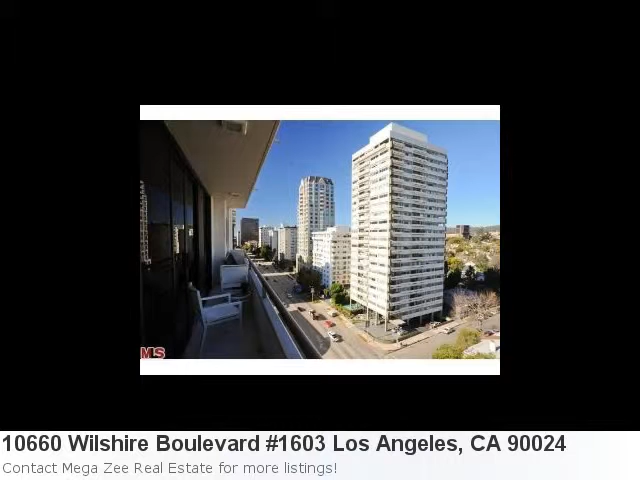 MS
10660 Wilshire Boulevard #1603 Los Angeles, CA 90024
Contact Mega Zee Real Estate for more listings!